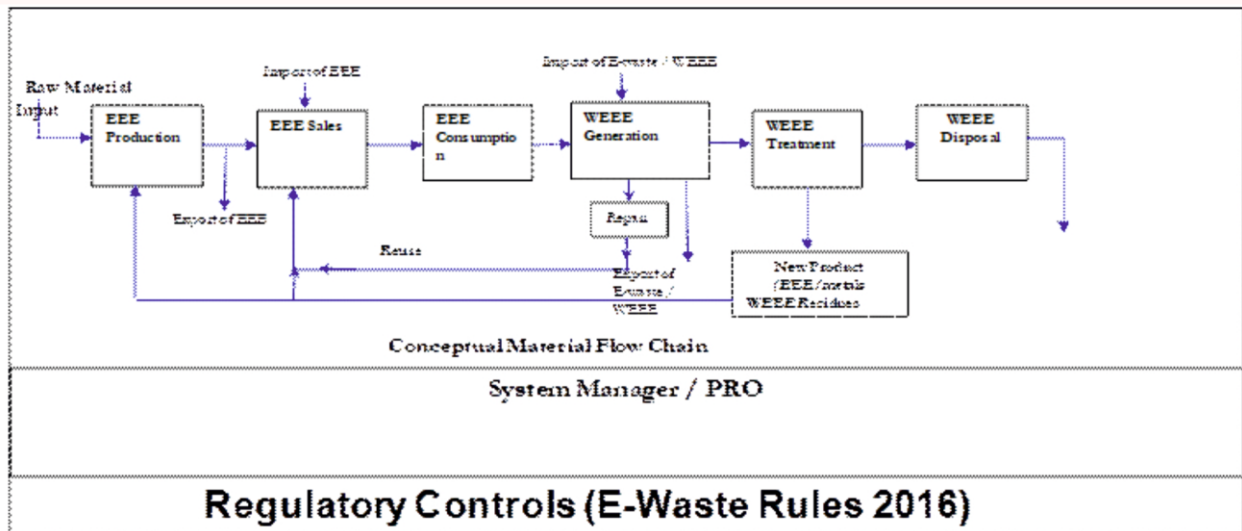 Import of EEE
Import of E-waste / WEEE
Raw Material
Input
EEE
Production
EEE Sales
EEE
Consumptio
n
WEEE
Generation
WEEE
Treatment
WEEE
Disposal
Export of EEE
Repair
Reuse
Export of
E-waste /
WEEE
New Product
(EEE/metals
WEEE Residues
Conceptual Material Flow Chain
System Manager / PRO
Regulatory Controls (E-Waste Rules 2016)